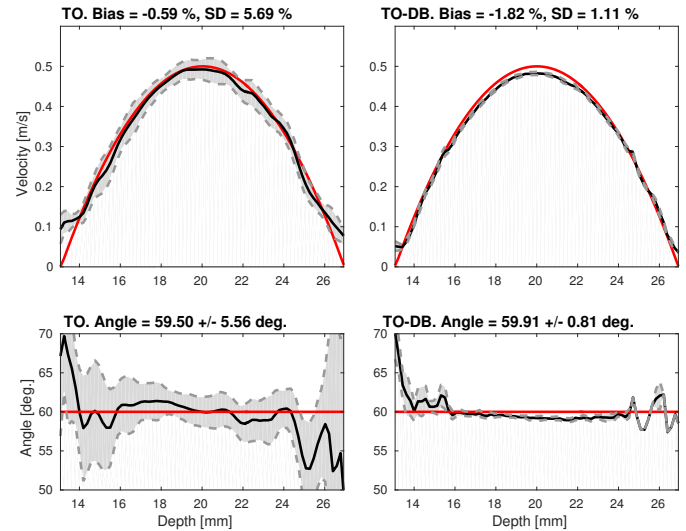 TO. Bias = -0.59 %, SD = 5.69 %
TO-DB. Bias = -1.82 %, SD = 1.11 %
Velocity [m/s]
0.5
0.4
0.3
0.2
0.1
0
14 16 18 20 22 24 26
0.5
0.4
0.3
0.2
0.1
0
14 16 18 20 22 24 26
TO. Angle = 59.50 +/- 5.56 deg.
TO-DB. Angle = 59.91 +/- 0.81 deg.
Angle [deg.]
70
65
60
55
50
14 16 18 20 22 24 26
Depth [mm]
70
65
60
55
50
14 16 18 20 22 24 26
Depth [mm]